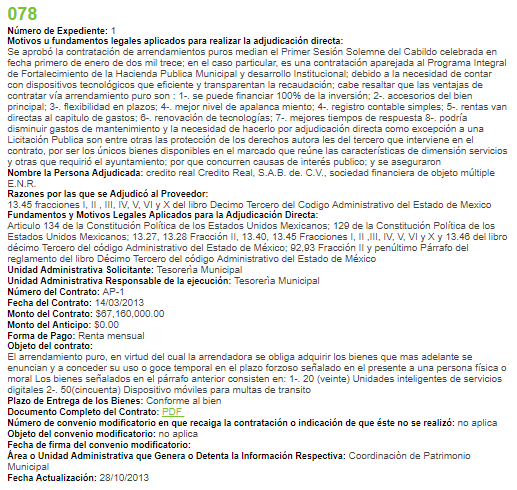 078
Número de Expediente: 1
Motivos u fundamentos legales aplicados para realizar la adjudicación directa:
Se aprobó la contratación de arrendamientos puros median el Primer Sesión Solemne del Cabildo celebrada en
fecha primero de enero de dos mil trece; en el caso particular, es una contratación aparejada al Programa Integral
de Fortalecimiento de la Hacienda Publica Municipal y desarrollo Institucional; debido a la necesidad de contar
con dispositivos tecnológicos que eficiente y transparentan la recaudación; cabe resaltar que las ventajas de
contratar vía arrendamiento puro son : 1-. se puede financiar 100% de la inversión; 2-. accesorios del bien
principal; 3-. flexibilidad en plazos; 4-. mejor nivel de apalanca miento; 4-. registro contable simples; 5-. rentas van
directas al capitulo de gastos; 6-. renovación de tecnologías; 7-. mejores tiempos de respuesta 8-. podría
disminuir gastos de mantenimiento y la necesidad de hacerlo por adjudicación directa como excepción a una
Licitación Publica son entre otras las protección de los derechos autora les del tercero que interviene en el
contrato, por ser los únicos bienes disponibles en el marcado que reúne las características de dimensión servicios
y otras que requirió el ayuntamiento; por que concurren causas de interés publico; y se aseguraron
Nombre la Persona Adjudicada: credito real Credito Real, S.A.B. de. C.V., sociedad financiera de objeto múltiple
E.N.R.
Razones por las que se Adjudicó al Proveedor:
13.45 fracciones I, II , III, IV, V, VI y X del libro Decimo Tercero del Codigo Administrativo del Estado de Mexico
Fundamentos y Motivos Legales Aplicados para la Adjudicación Directa:
Artículo 134 de la Constitución Política de los Estados Unidos Mexicanos; 129 de la Constitución Política de los
Estados Unidos Mexicanos; 13.27, 13.28 Fracción II, 13.40, 13.45 Fracciones I, II ,III, IV, V, VI y X y 13.46 del libro
décimo Tercero del código Administrativo del Estado de México; 92,93 Fracción II y penúltimo Párrafo del
reglamento del libro Décimo Tercero del código Administrativo del Estado de México
Unidad Administrativa Solicitante: Tesorerìa Municipal
Unidad Administrativa Responsable de la ejecución: Tesorerìa Municipal
Número del Contrato: AP-1
Fecha del Contrato: 14/03/2013
Monto del Contrato: $67,160,000.00
Monto del Anticipo: $0.00
Forma de Pago: Renta mensual
Objeto del contrato:
El arrendamiento puro, en virtud del cual la arrendadora se obliga adquirir los bienes que mas adelante se
enuncian y a conceder su uso o goce temporal en el plazo forzoso señalado en el presente a una persona física o
moral Los bienes señalados en el párrafo anterior consisten en: 1-. 20 (veinte) Unidades inteligentes de servicios
digitales 2-. 50(cincuenta) Dispositivo móviles para multas de transito
Plazo de Entrega de los Bienes: Conforme al bien
Documento Completo del Contrato: PDF
Número de convenio modificatorio en que recaiga la contratación o indicación de que éste no se realizó: no aplica
Objeto del convenio modificatorio: no aplica
Fecha de firma del convenio modificatorio:
Área o Unidad Administrativa que Genera o Detenta la Información Respectiva: Coordinaciòn de Patrimonio
Municipal
Fecha Actualización: 28/10/2013